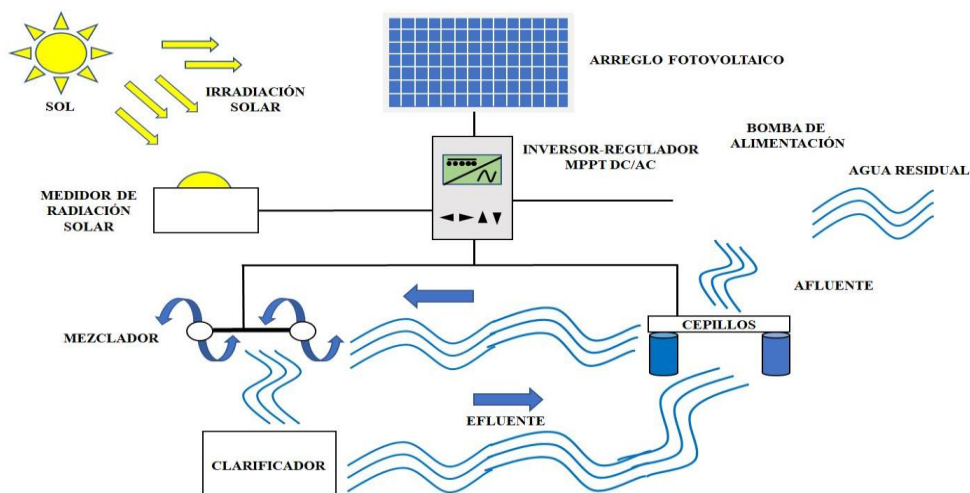 SOL
IRRADIACIÓN
SOLAR
ARREGLO FOTOVOLTAICO
MEDIDOR DE
RADIACIÓN
SOLAR
INVERSOR-REGULADOR
MPPT DC/AC
BOMBA DE
ALIMENTACIÓN
AGUA RESIDUAL
AFLUENTE
MEZCLADOR
CEPILLOS
EFLUENTE
CLARIFICADOR